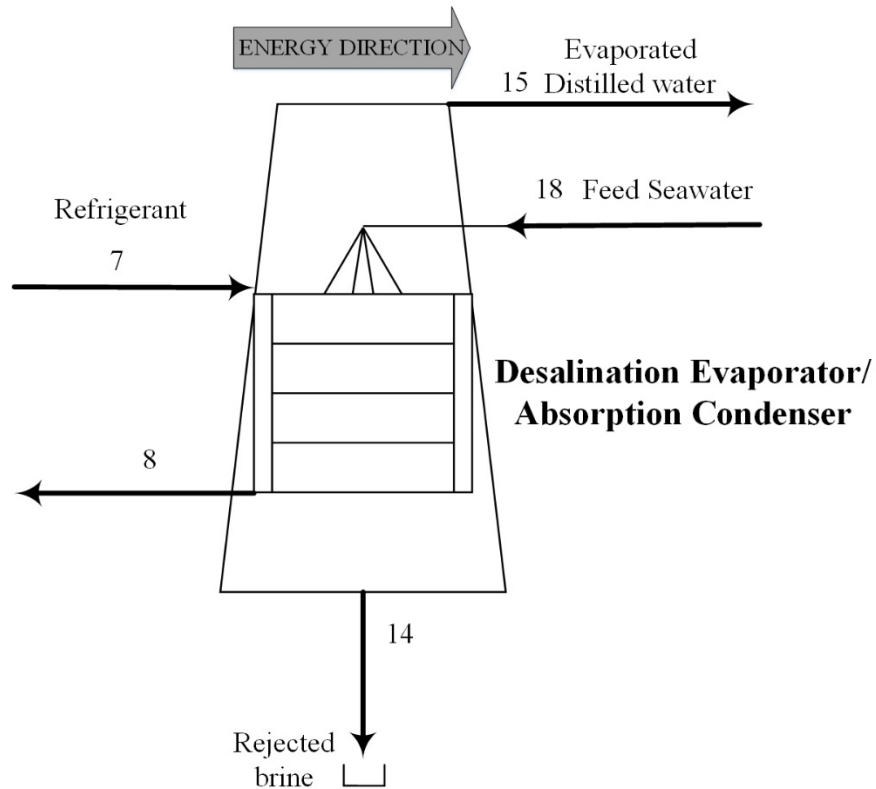 ENERGY DIRECTION
Evaporated
15 Distilled water
18 Feed Seawater
Refrigerant
7
Desalination Evaporator/
Absorption Condenser
8
14
Rejected
brine